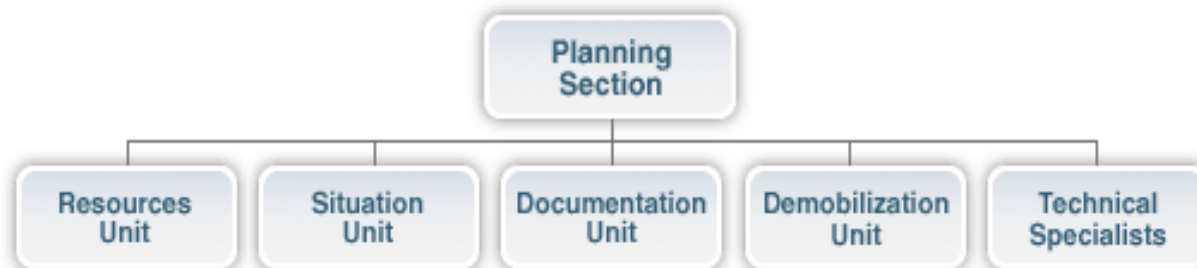 Planning
Section
Resources
Unit
Situation
Unit
Documentation
Unit
Demobilization
Unit
Technical
Specialists